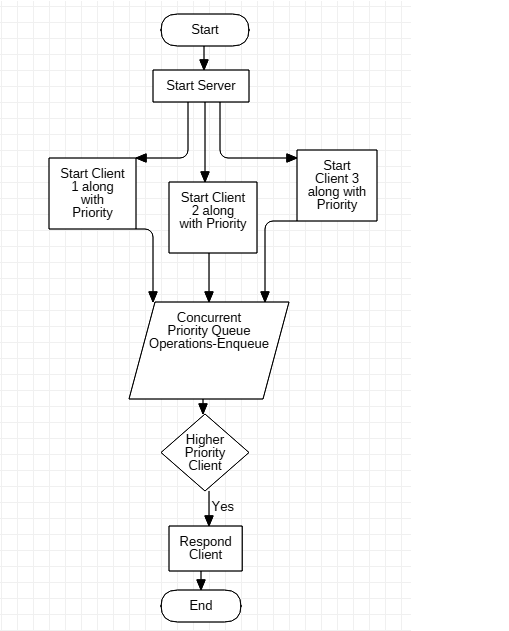 Start
Start Server
Start Client
1 along
with
Priority
Start Client
2 along
with Priority
Start
Client 3
along with
Priority
Concurrent
Priority Queue
Operations-Enqueue
Higher
Priority
Client
Yes
Respond
Client
End